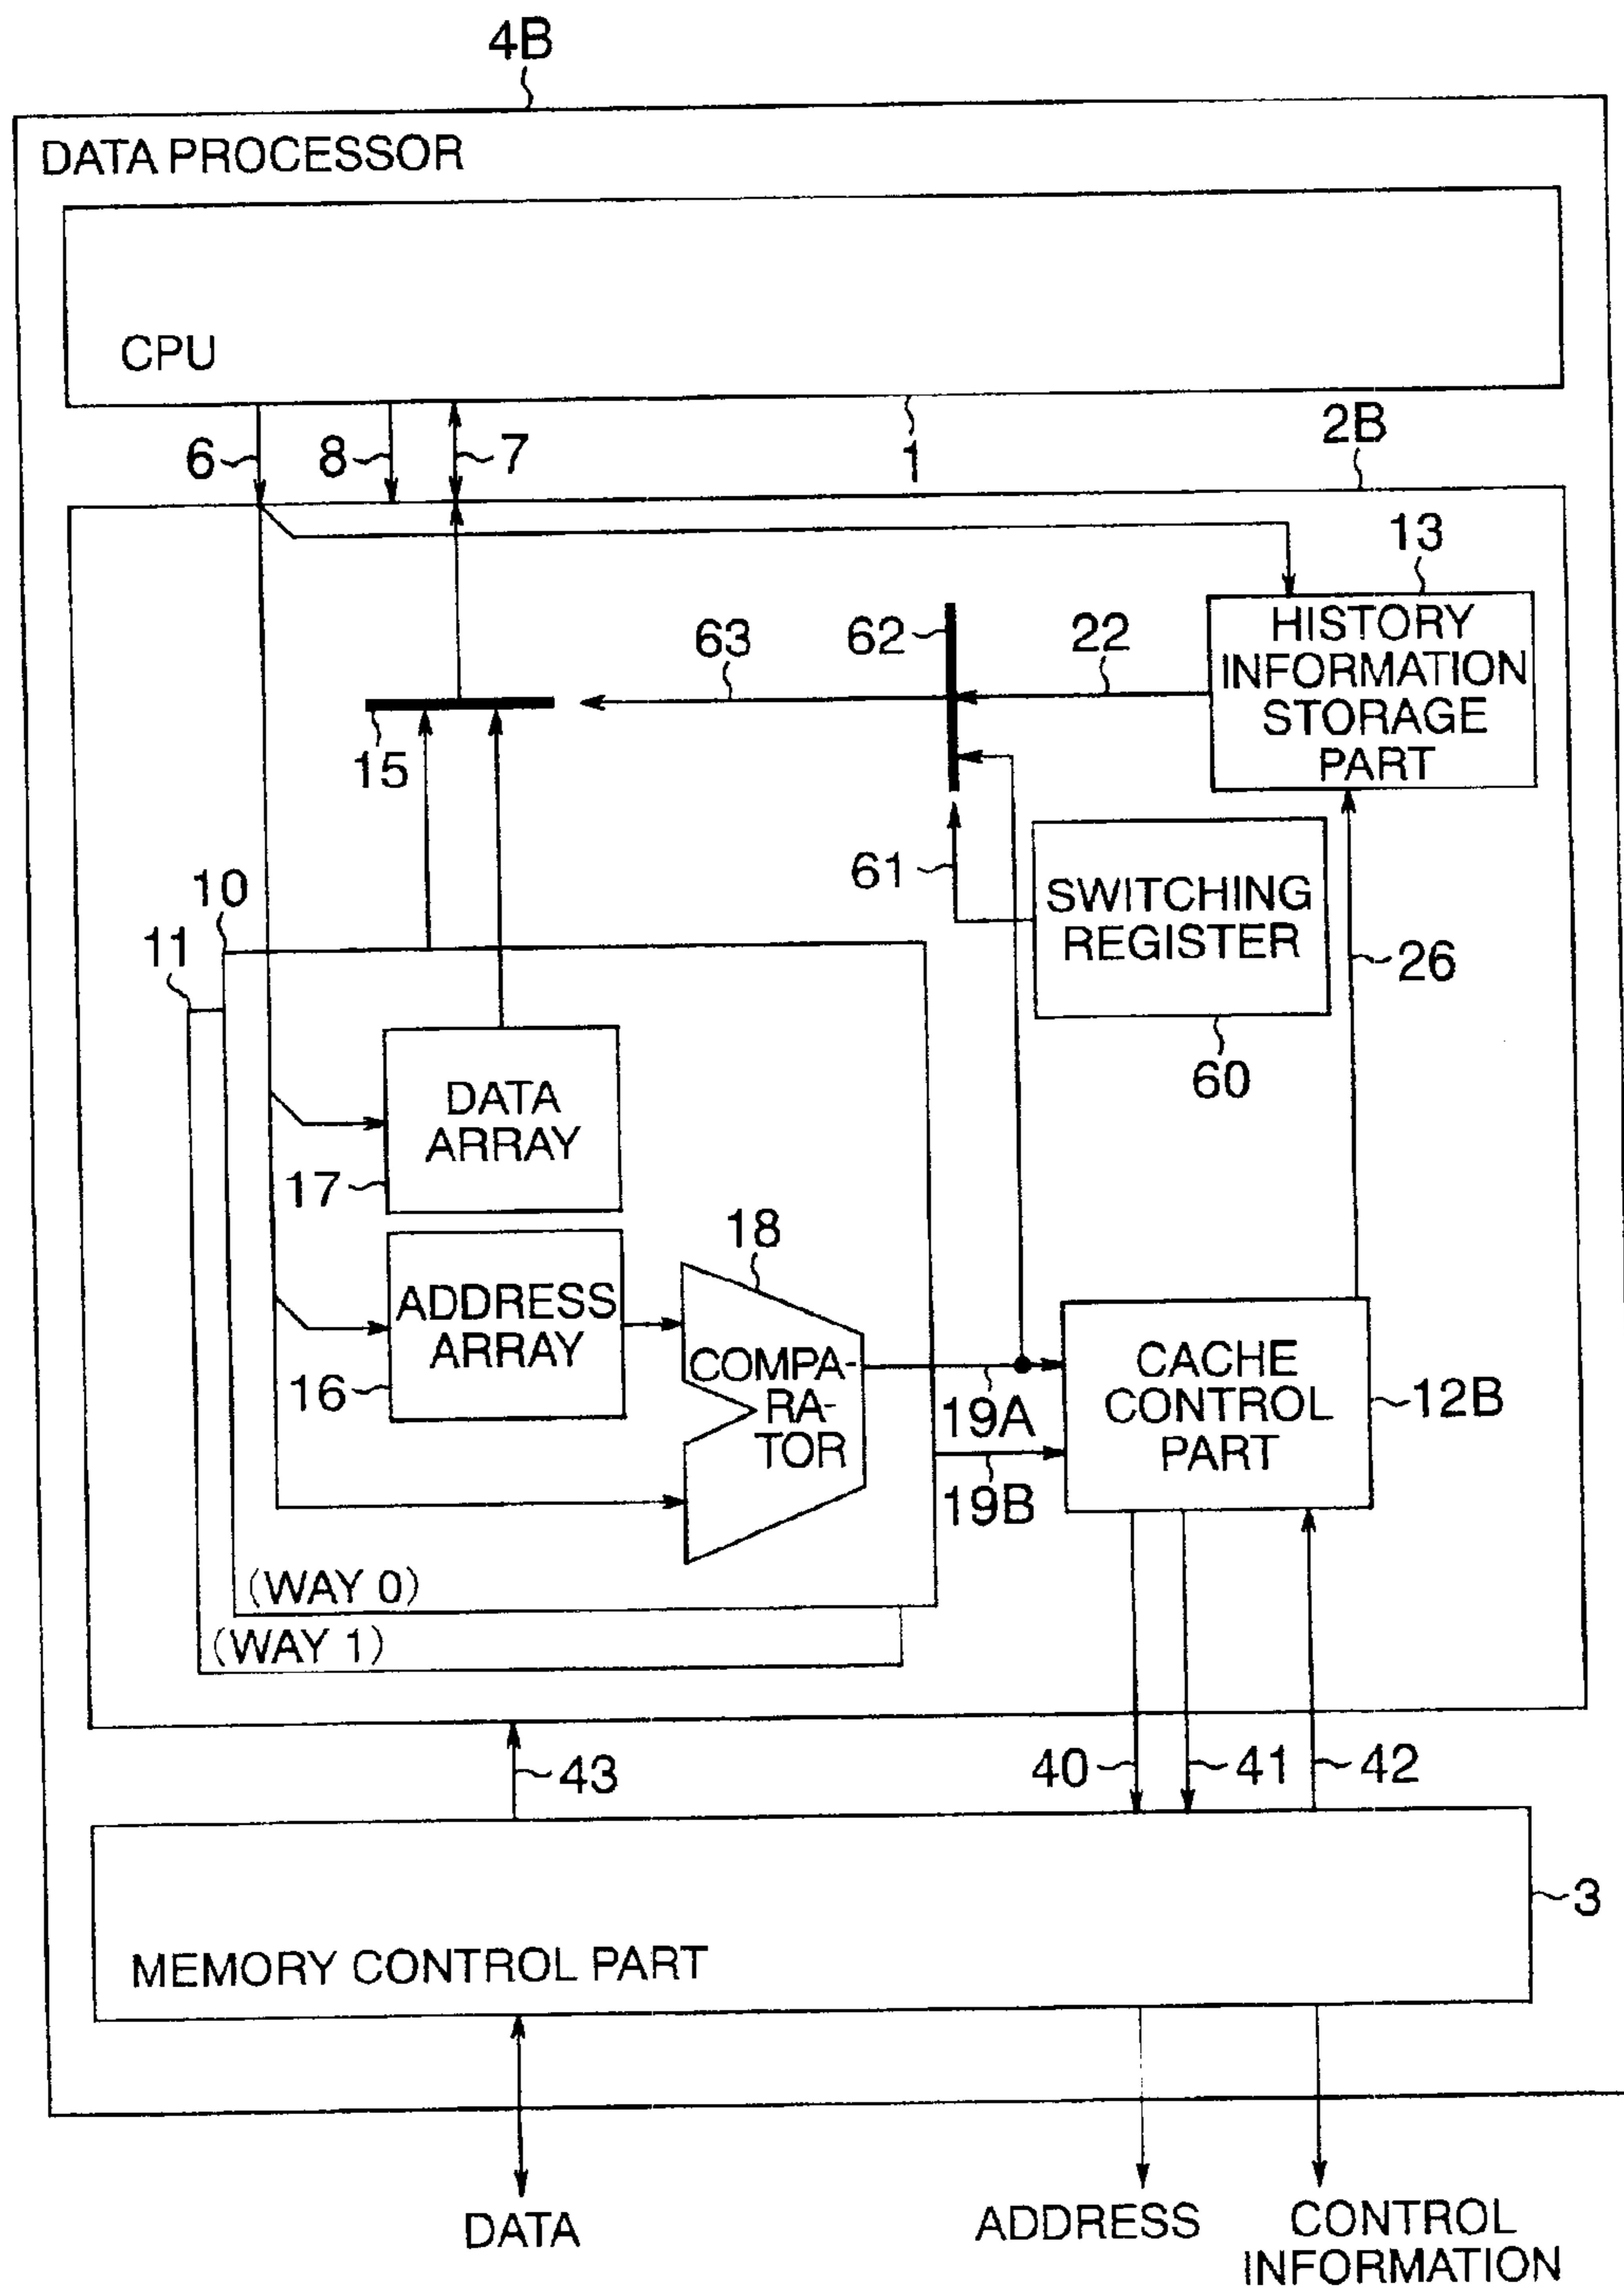 4B
DATA PROCESSOR
CPU
6
8
7
1
2B
13
HISTORY
INFORMATION
STORAGE
PART
62
22
63
15
61
SWITCHING
REGISTER
26
60
10
11
DATA
ARRAY
17
18
ADDRESS
ARRAY
16
COMPA-
RA-
TOR
19A
19B
CACHE
CONTROL
PART
12B
(WAY 0)
(WAY 1)
43
40
41
42
3
MEMORY CONTROL PART
DATA
ADDRESS
CONTROL
INFORMATION